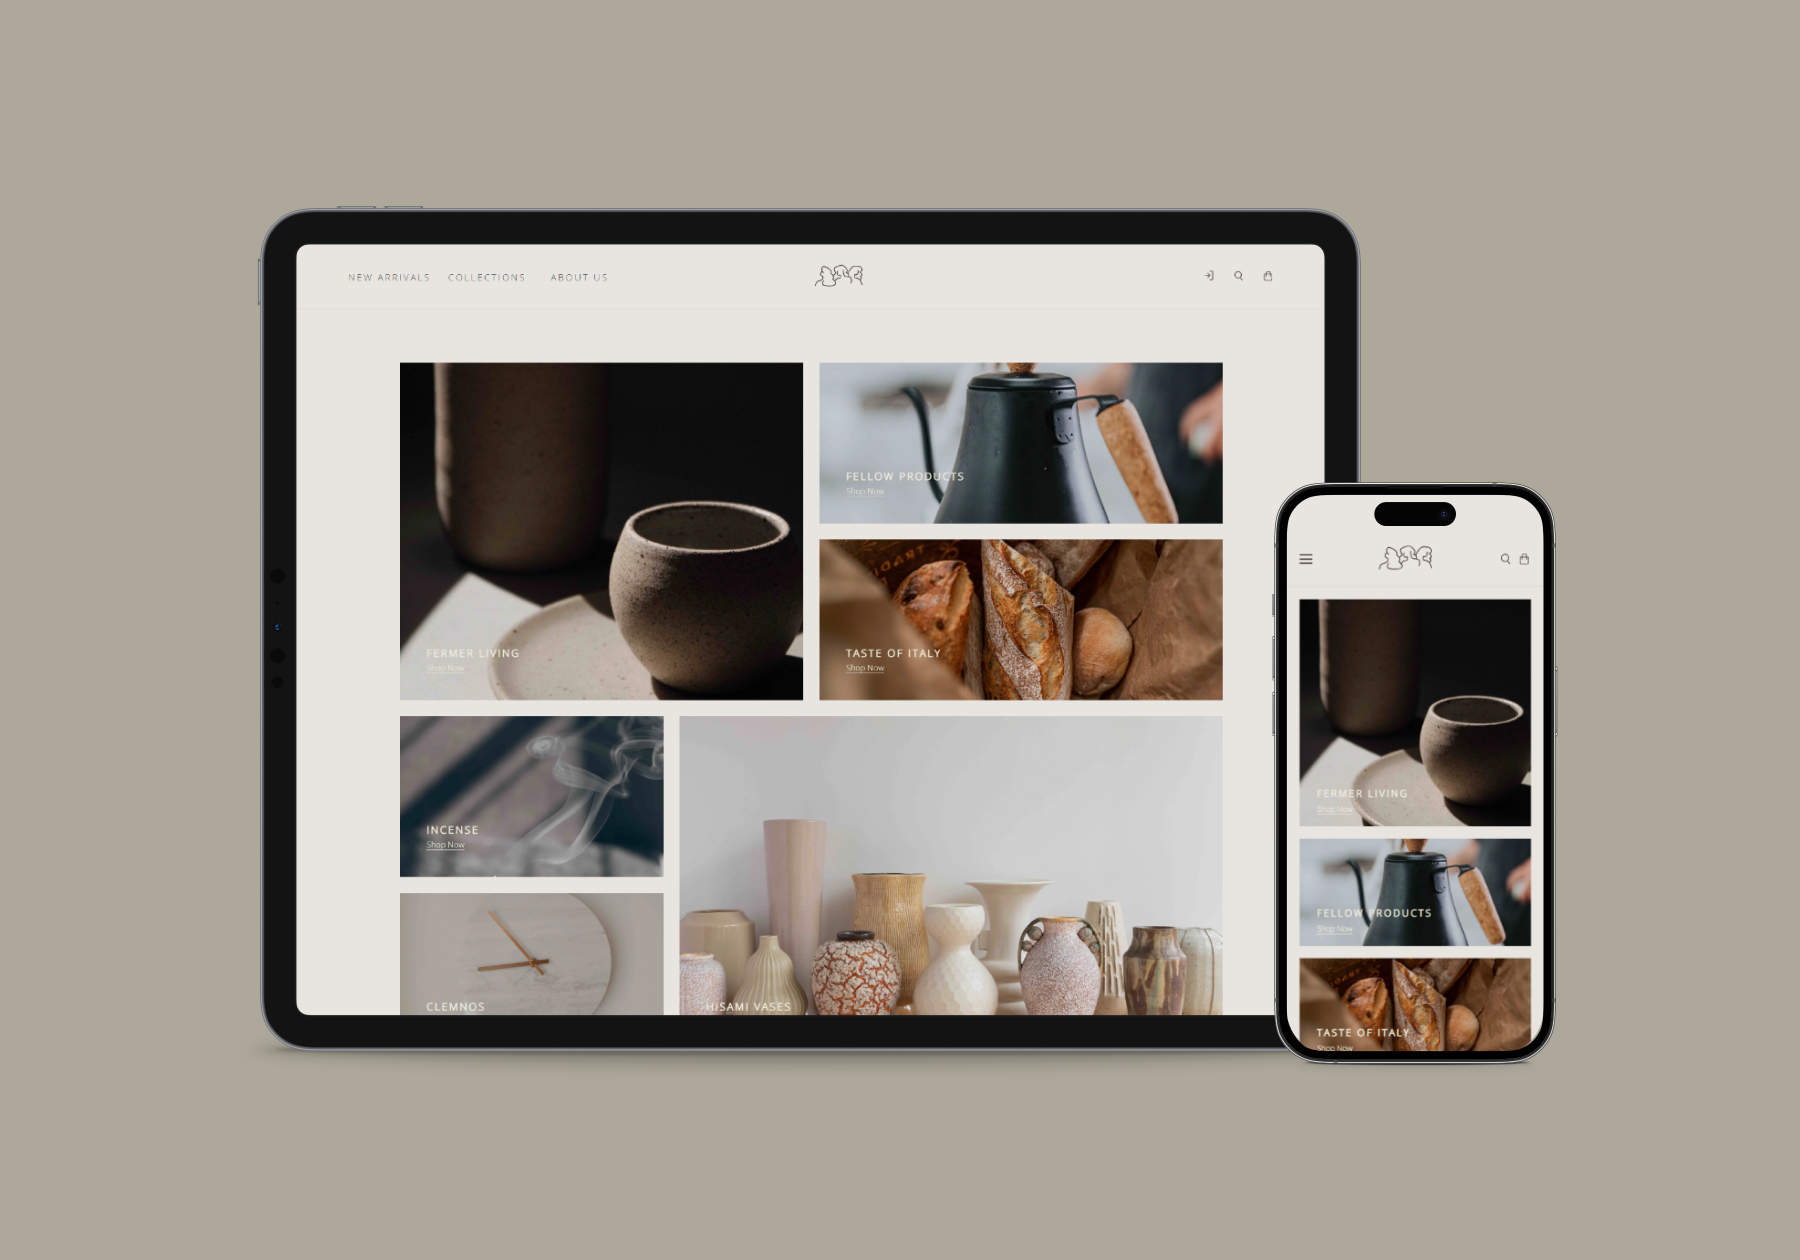 NEW ARRIVALS COLLECTIONS ABOUT US
FELLOW PRODUCTS
Shop Now
FERMER LIVING
Shop Now
TASTE OF ITALY
Shop Now
INCENSE
Shop Now
CLEMNOS
HISAMI VASES
FERMER LIVING
Shop Now
FELLOW PRODUCTS
Shop Now
TASTE OF ITALY
Shop Now